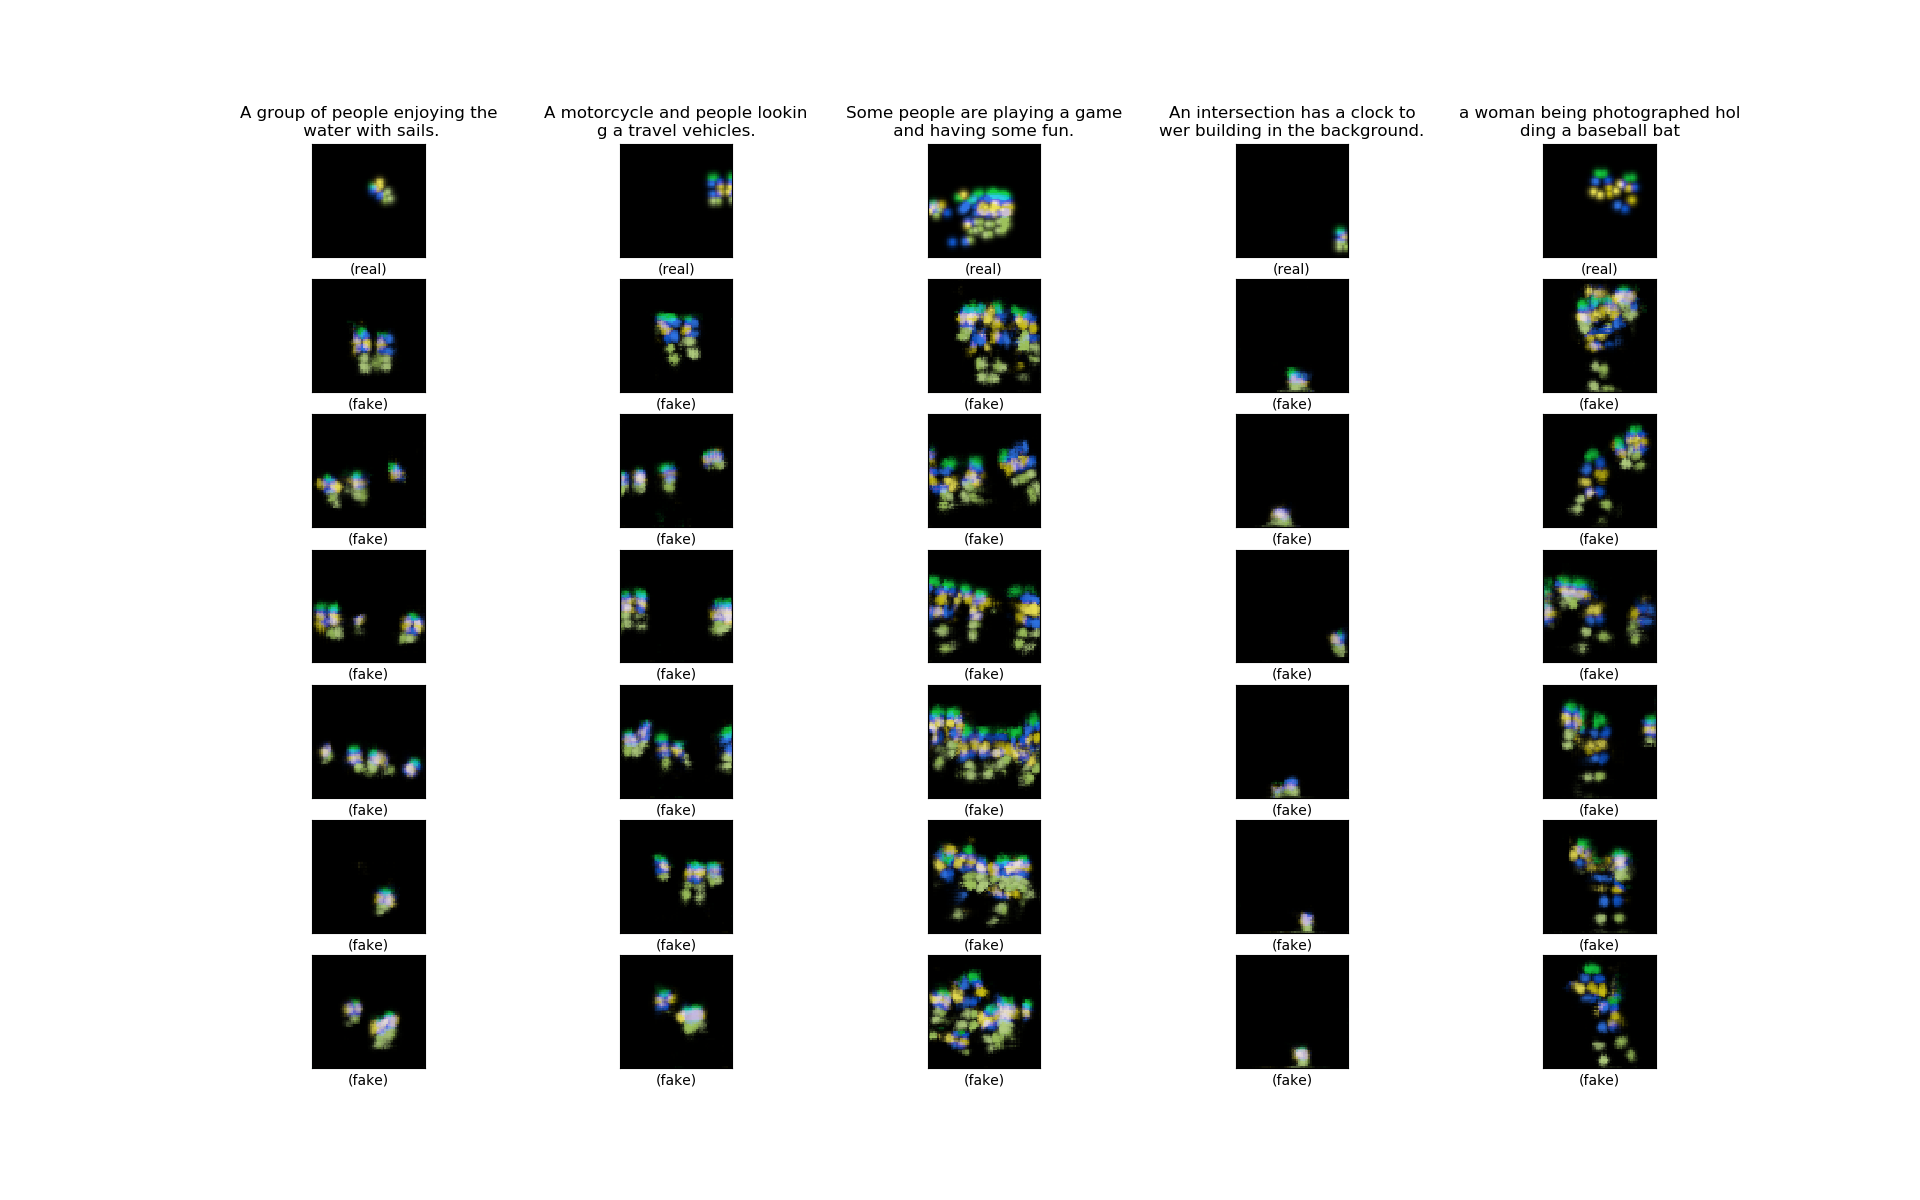 A group of people enjoying the
water with sails.
A motorcycle and people lookin
g a travel vehicles.
Some people are playing a game
and having some fun.
An intersection has a clock to
wer building in the background.
a woman being photographed hol
ding a baseball bat
(real) (real) (real) (real) (real)
(fake) (fake) (fake) (fake) (fake)
(fake) (fake) (fake) (fake) (fake)
(fake) (fake) (fake) (fake) (fake)
(fake) (fake) (fake) (fake) (fake)
(fake) (fake) (fake) (fake) (fake)
(fake) (fake) (fake) (fake) (fake)